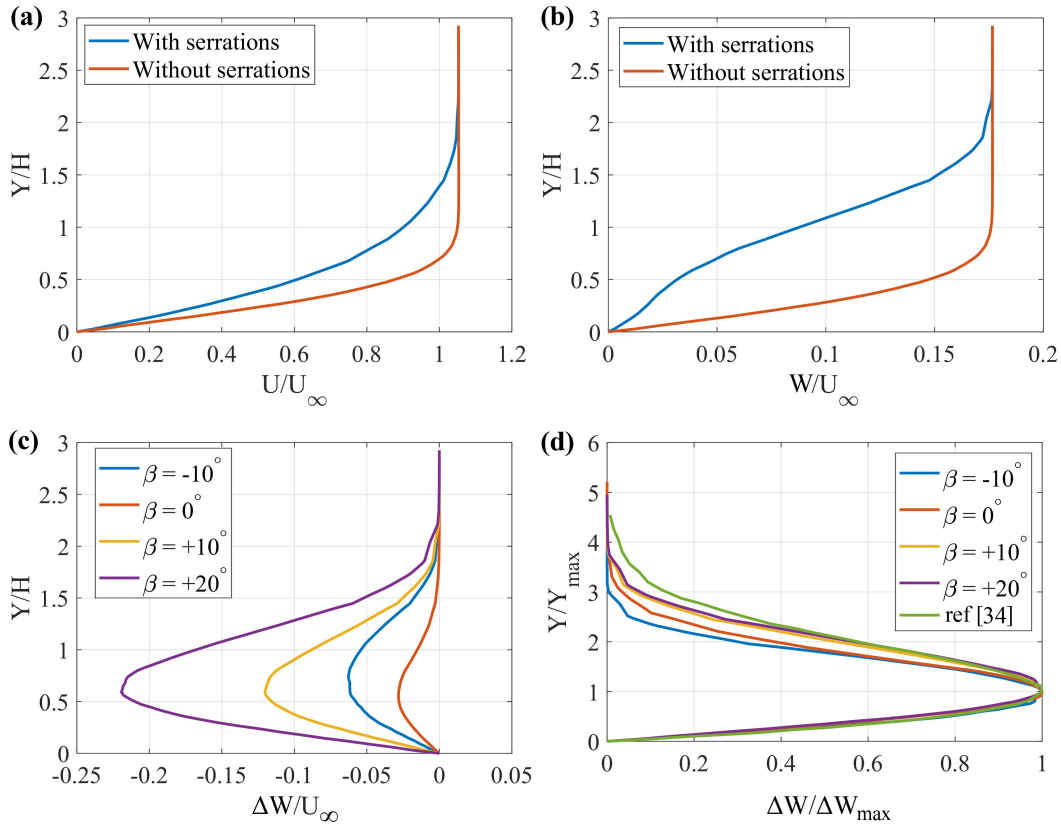 (a)
With serrations
Without serrations
3
2.5
2
1.5
1
0.5
0
Y/H
0
0.2
0.4
0.6
0.8
1
1.2
U/U∞
(b)
With serrations
Without serrations
3
2.5
2
1.5
1
0.5
0
Y/H
0
0.05
0.1
0.15
0.2
W/U∞
(c)
β = -10°
β = 0°
β = +10°
β = +20°
3
2.5
2
1.5
1
0.5
0
Y/H
-0.25
-0.2
-0.15
-0.1
-0.05
0
0.05
ΔW/U∞
(d)
β = -10°
β = 0°
β = +10°
β = +20°
ref [34]
6
5
4
3
2
1
0
Y/Y_max
0
0.2
0.4
0.6
0.8
1
ΔW/ΔW_max